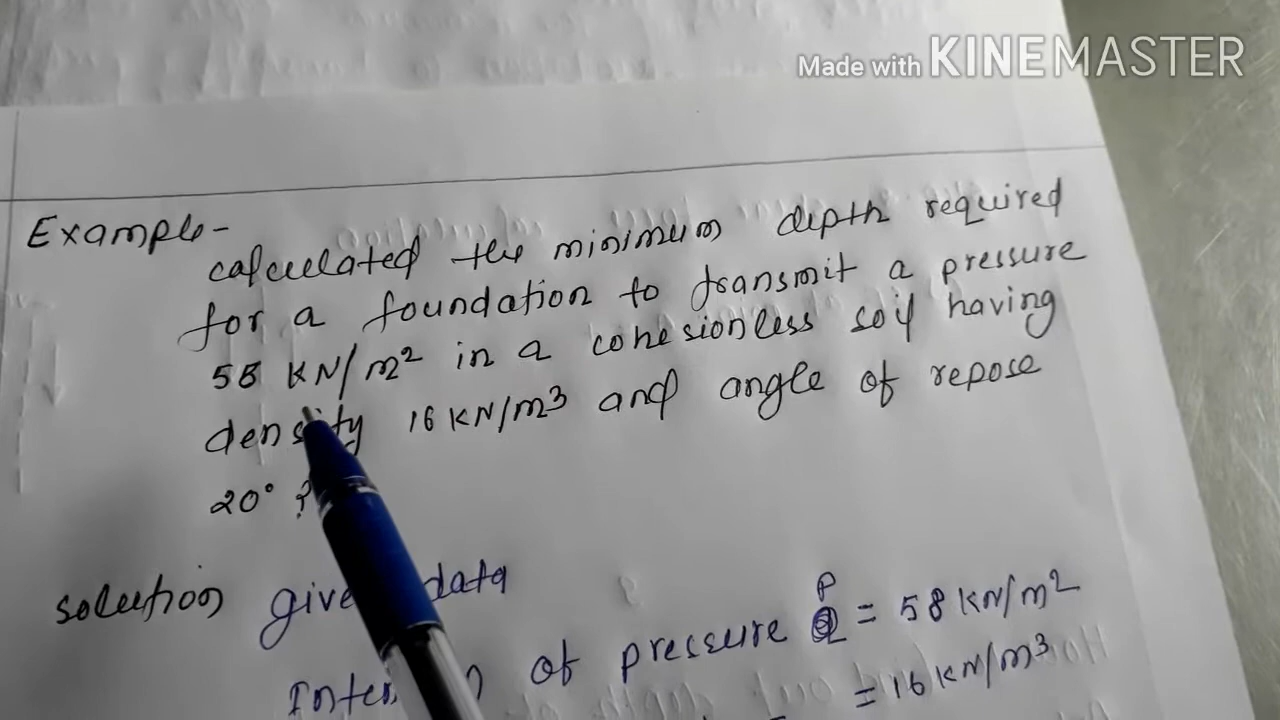 Made with KINEMASTER
Example-
calculated the minimum depth required
for a foundation to transmit a pressure
58 KN/m² in a cohesionless soil having
density 16 KN/m³ and angle of repose
20° ?
solution given data
of pressure P = 58 KN/m²
= 16 KN/m³